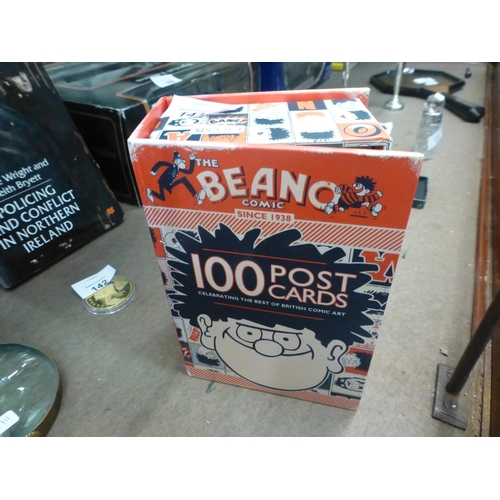 THE
BEANO
COMIC
SINCE 1938
100 POST
CARDS
CELEBRATING THE BEST OF BRITISH COMIC ART
Wright and
Keith Bryett
POLICING
AND CONFLICT
IN NORTHERN
IRELAND
142